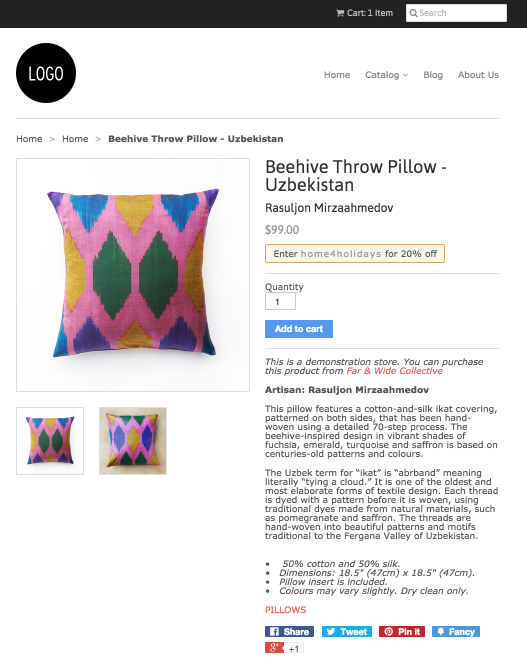 Cart: 1 Item
Search
LOGO
Home Catalog Blog About Us
Home > Home > Beehive Throw Pillow - Uzbekistan
Beehive Throw Pillow -
Uzbekistan
Rasuljon Mirzaahmedov
$99.00
Enter home4holidays for 20% off
Quantity
1
Add to cart
This is a demonstration store. You can purchase
this product from Far & Wide Collective
Artisan: Rasuljon Mirzaahmedov
This pillow features a cotton-and-silk ikat covering,
patterned on both sides, that has been hand-
woven using a detailed 70-step process. The
beehive-inspired design in vibrant shades of
fuchsia, emerald, turquoise and saffron is based on
centuries-old patterns and colours.
The Uzbek term for “ikat” is “abrband” meaning
literally “tying a cloud.” It is one of the oldest and
most elaborate forms of textile design. Each thread
is dyed with a pattern before it is woven, using
traditional dyes made from natural materials, such
as pomegranate and saffron. The threads are
hand-woven into beautiful patterns and motifs
traditional to the Fergana Valley of Uzbekistan.
• 50% cotton and 50% silk.
• Dimensions: 18.5" (47cm) x 18.5" (47cm).
• Pillow insert is included.
• Colours may vary slightly. Dry clean only.
PILLOWS
Share Tweet Pin it Fancy
+1